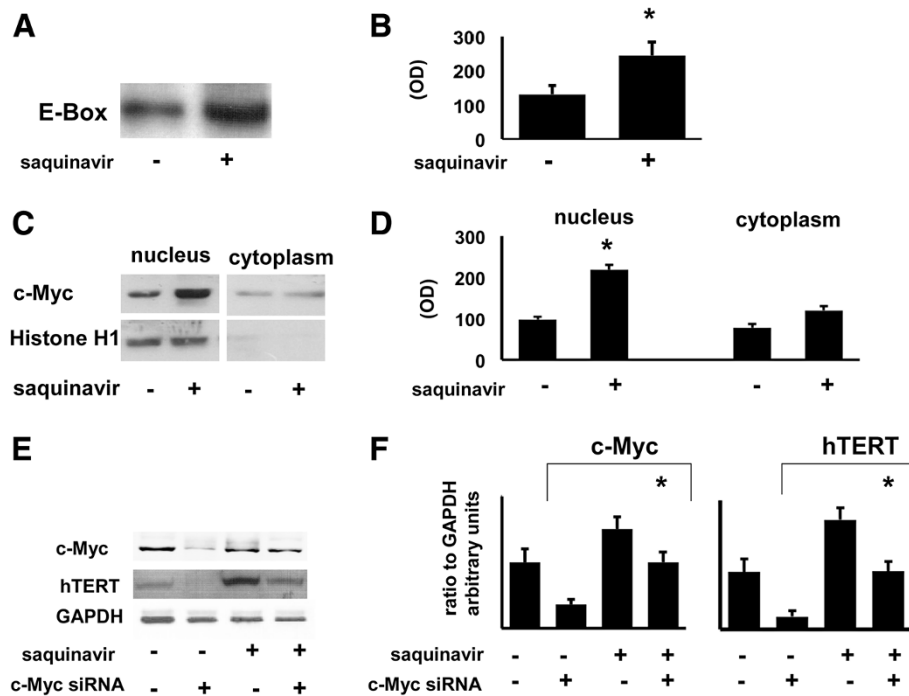 A
E-Box
saquinavir - +
B
*
(OD)
300
200
100
0
saquinavir - +
C
nucleus cytoplasm
c-Myc
Histone H1
saquinavir - + - +
D
nucleus cytoplasm
*
(OD)
300
200
100
0
saquinavir - + - +
E
c-Myc
hTERT
GAPDH
saquinavir - - + +
c-Myc siRNA - + - +
F
c-Myc hTERT
* *
ratio to GAPDH
arbitrary units
saquinavir - - + + - - + +
c-Myc siRNA - + - + - + - +